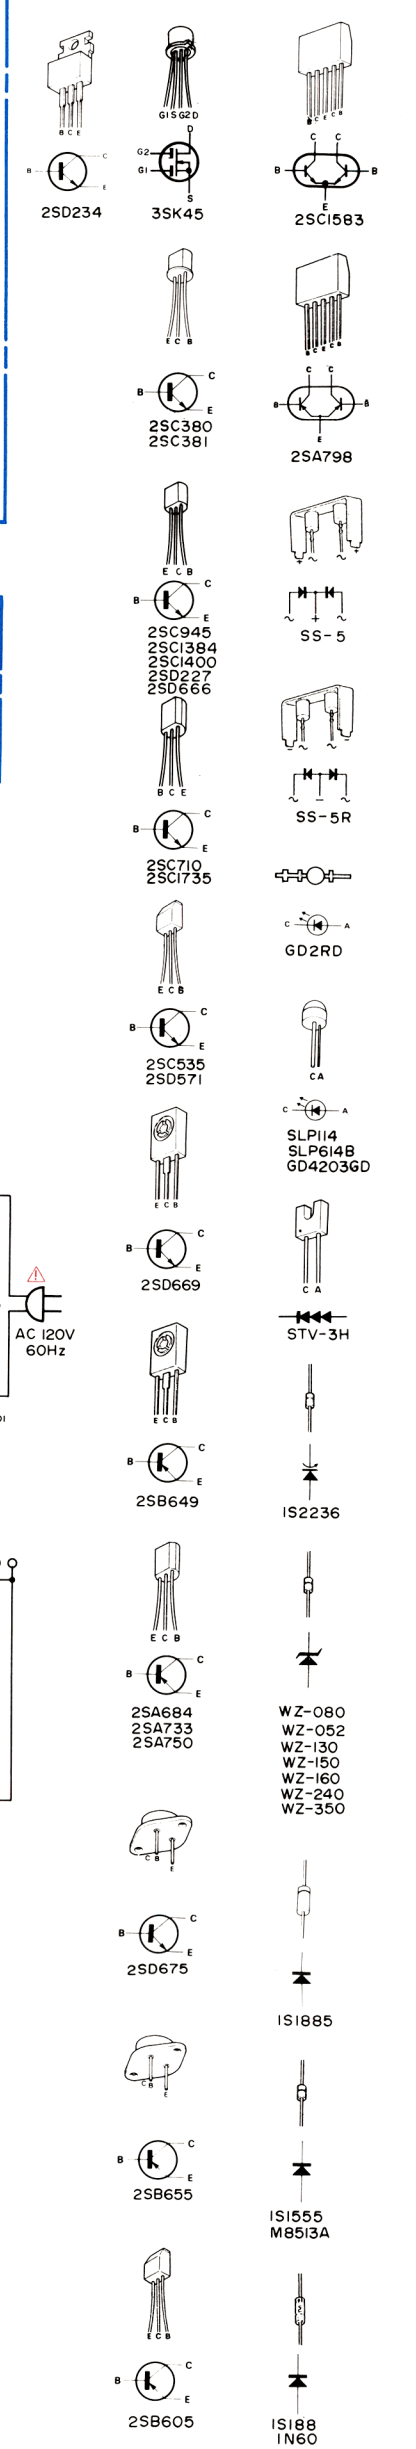 B C E
B
C
E
2SD234
G1 S G2 D
D
G2
G1
S
3SK45
B C E C B
C C
B B
E
2SC1583
E C B
B
C
E
2SC380
2SC381
B C E C B
C C
B B
E
2SA798
E C B
B
C
E
2SC945
2SC1384
2SC1400
2SD227
2SD666
+ ~ ~ +
~ + ~
SS-5
B C E
B
C
E
2SC710
2SC1735
- ~ ~ -
~ - ~
SS-5R
E C B
B
C
E
2SC535
2SD571
C A
GD2RD
C A
C A
SLP114
SLP614B
GD4203GD
E C B
B
C
E
2SD669
C A
STV-3H
AC 120V
60Hz
E C B
B
C
E
2SB649
1S2236
E C B
B
C
E
2SA684
2SA733
2SA750
WZ-080
WZ-052
WZ-130
WZ-150
WZ-160
WZ-240
WZ-350
C B E
B
C
E
2SD675
1S1885
C B E
B
C
E
2SB655
1S1555
M8513A
E C B
B
C
E
2SB605
1S188
1N60